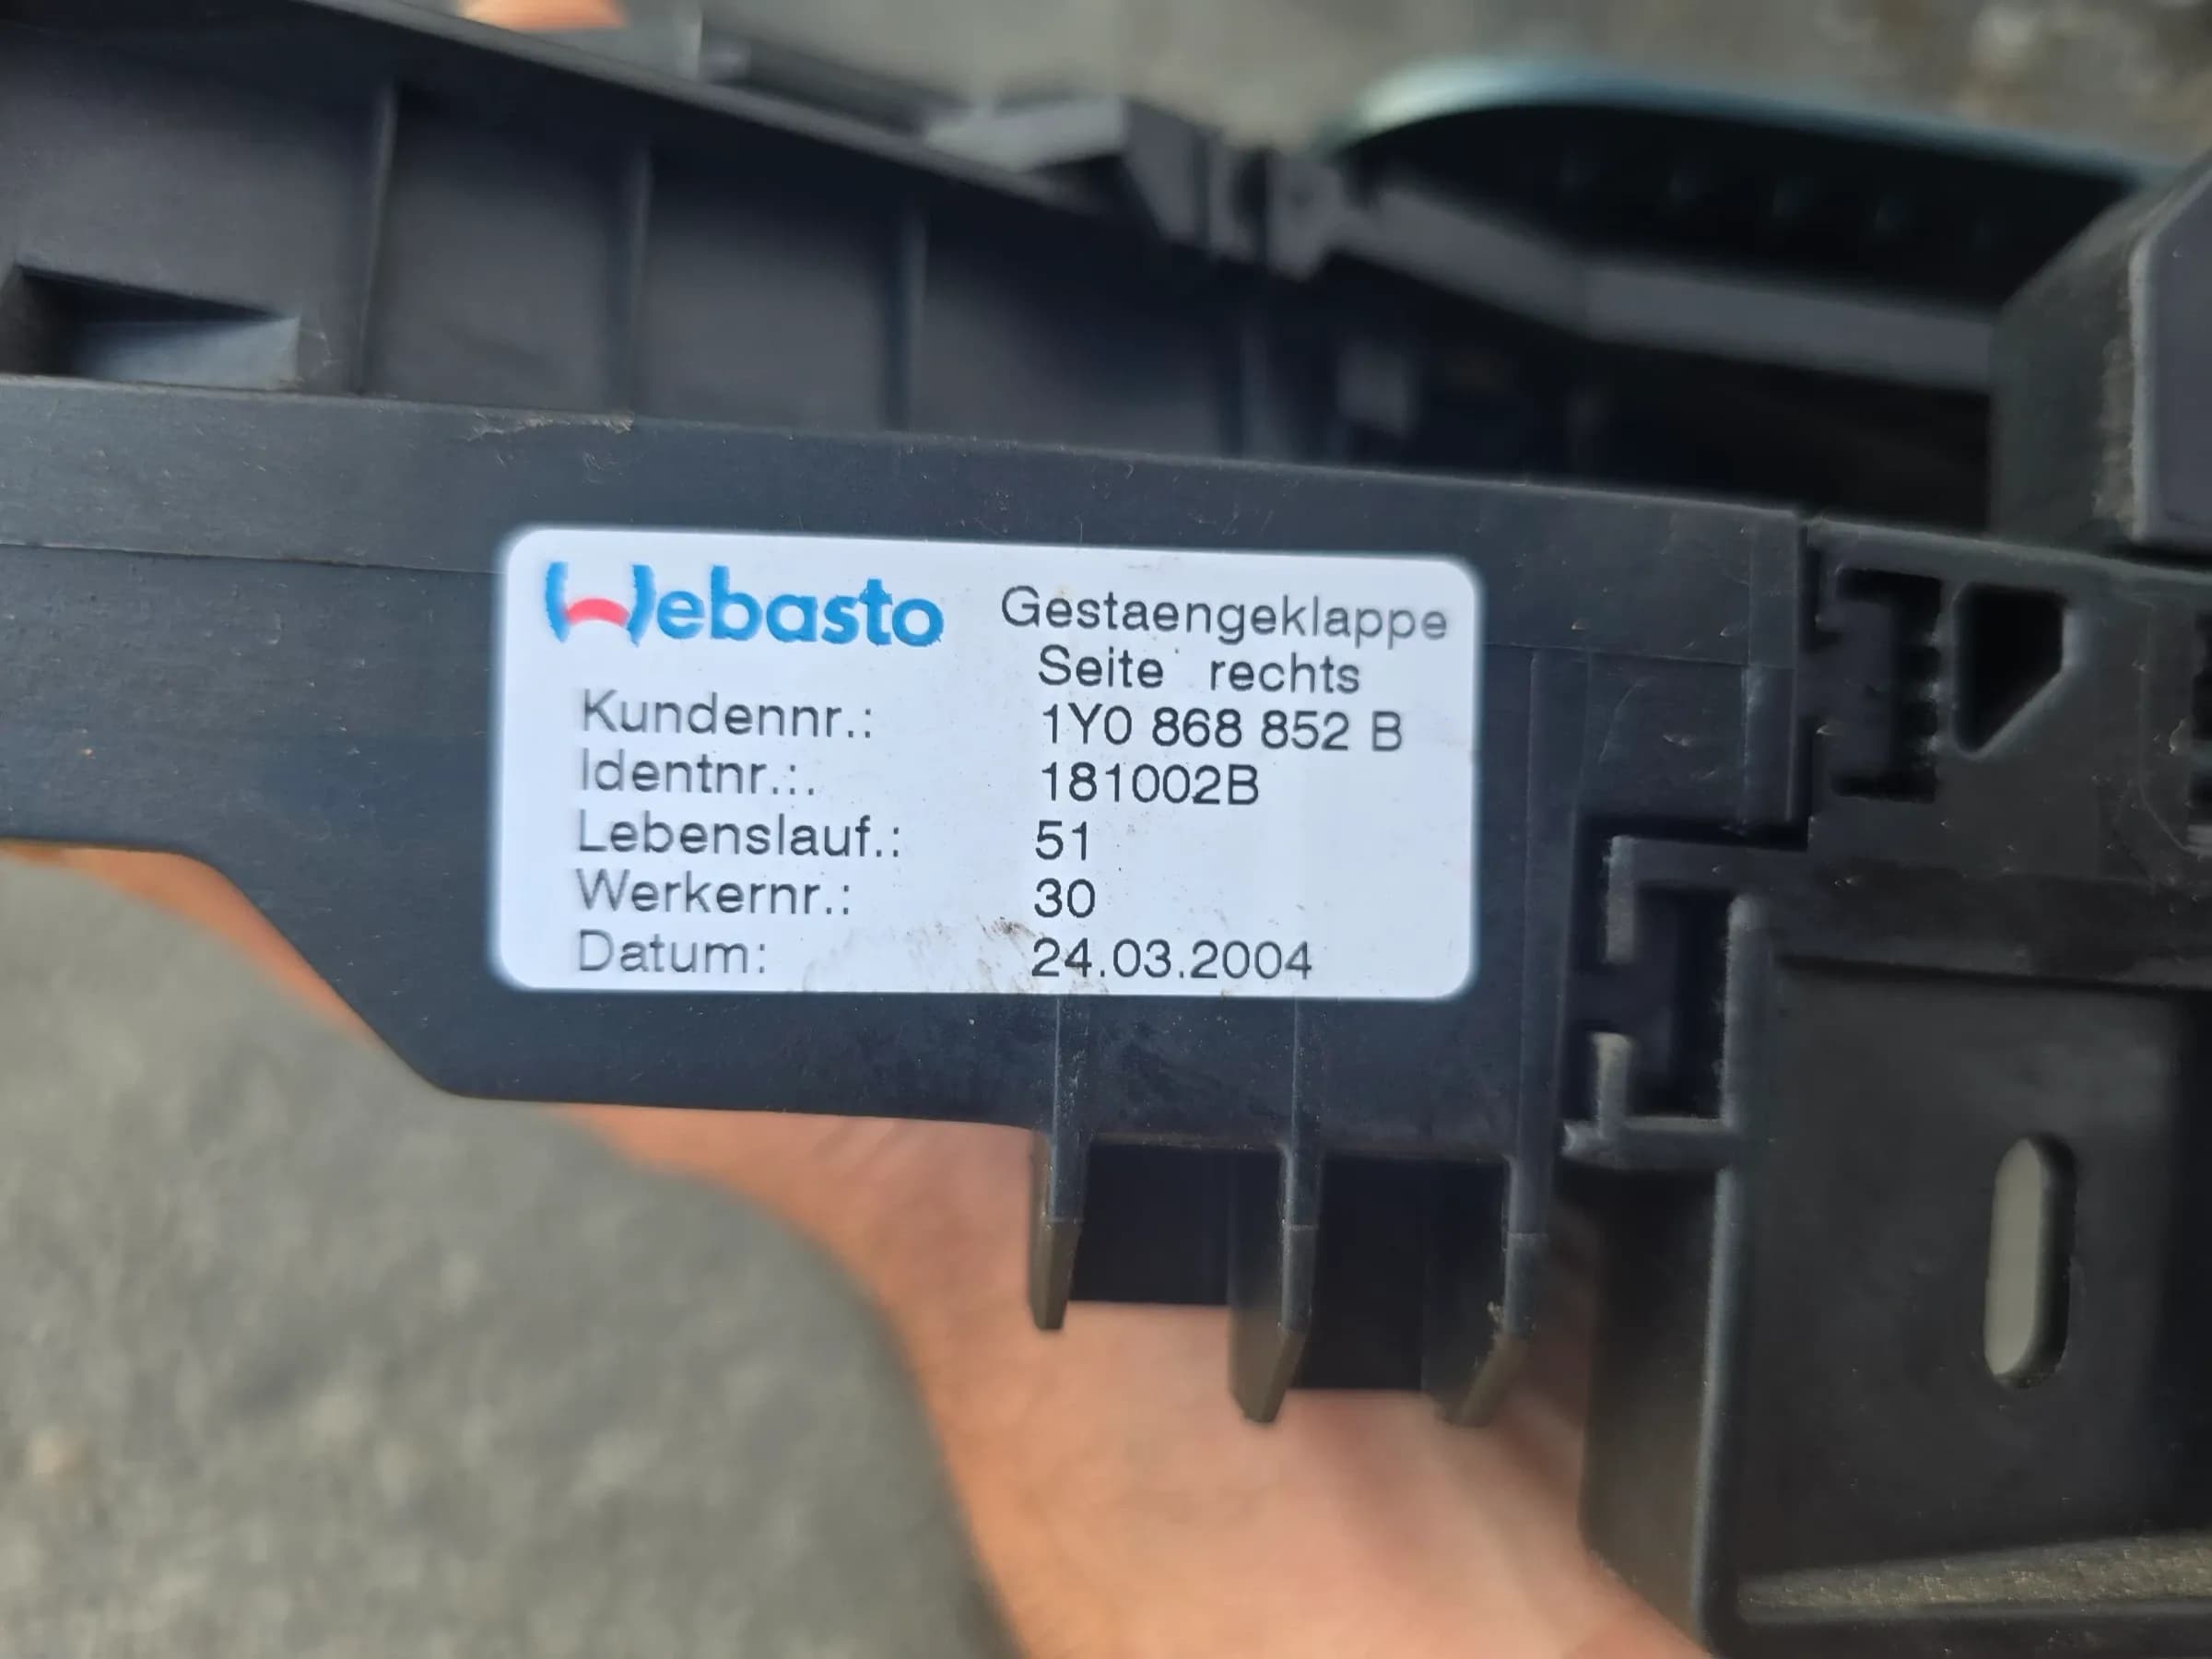 Webasto Gestaengeklappe
Seite rechts
Kundennr.: 1Y0 868 852 B
Identnr.:. 181002B
Lebenslauf.: 51
Werkernr.: 30
Datum: 24.03.2004